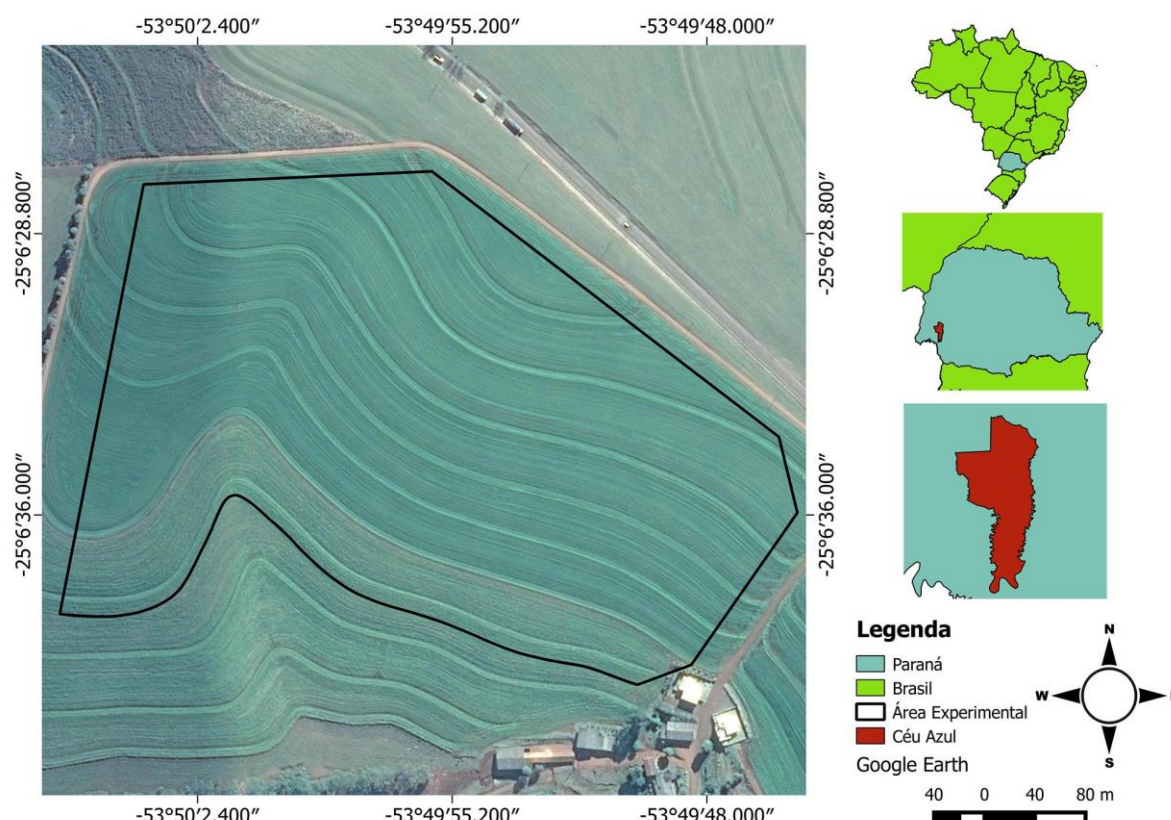 -53°50′2.400″ -53°49′55.200″ -53°49′48.000″
-25°6′28.800″ -25°6′28.800″
-25°6′36.000″ -25°6′36.000″
-53°50′2.400″ -53°49′55.200″ -53°49′48.000″
Legenda
Paraná
Brasil
Área Experimental
Céu Azul
Google Earth
N
W
S
40 0 40 80 m